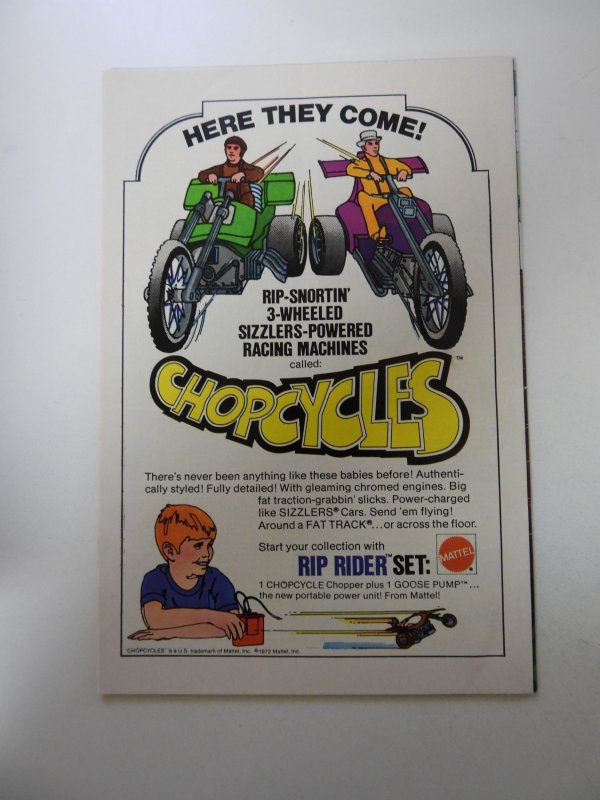 HERE THEY COME!
RIP-SNORTIN'
3-WHEELED
SIZZLERS-POWERED
RACING MACHINES
called:
CHOPCYCLES™
There's never been anything like these babies before! Authenti-
cally styled! Fully detailed! With gleaming chromed engines. Big
fat traction-grabbin' slicks. Power-charged
like SIZZLERS® Cars. Send 'em flying!
Around a FAT TRACK®...or across the floor.
Start your collection with
RIP RIDER™ SET:
MATTEL®
1 CHOPCYCLE Chopper plus 1 GOOSE PUMP™...
the new portable power unit! From Mattel!
"CHOPCYCLES" is a U.S. trademark of Mattel, Inc. ©1972 Mattel, Inc.